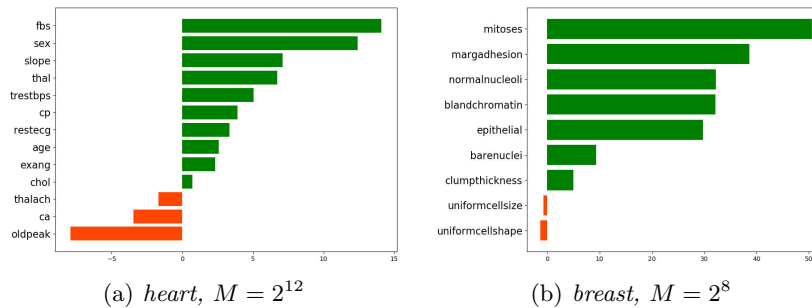 fbs
sex
slope
thal
trestbps
cp
restecg
age
exang
chol
thalach
ca
oldpeak
−5 0 5 10 15
(a) heart, M = 2^12
mitoses
margadhesion
normalnucleoli
blandchromatin
epithelial
barenuclei
clumpthickness
uniformcellsize
uniformcellshape
0 10 20 30 40 50
(b) breast, M = 2^8